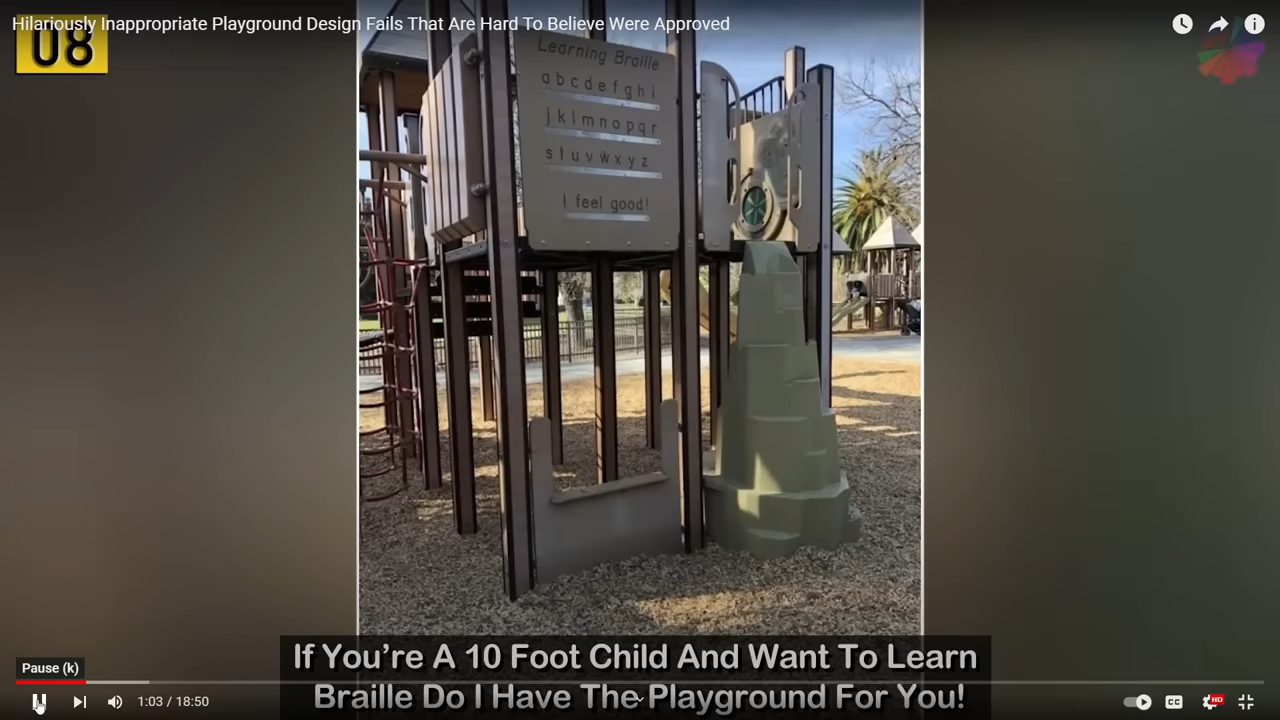 Hilariously Inappropriate Playground Design Fails That Are Hard To Believe Were Approved
08
Learning Braille
a b c d e f g h i
j k l m n o p q r
s t u v w x y z
I feel good!
If You’re A 10 Foot Child And Want To Learn
Braille Do I Have The Playground For You!
Pause (k)
1:03 / 18:50
CC
HD